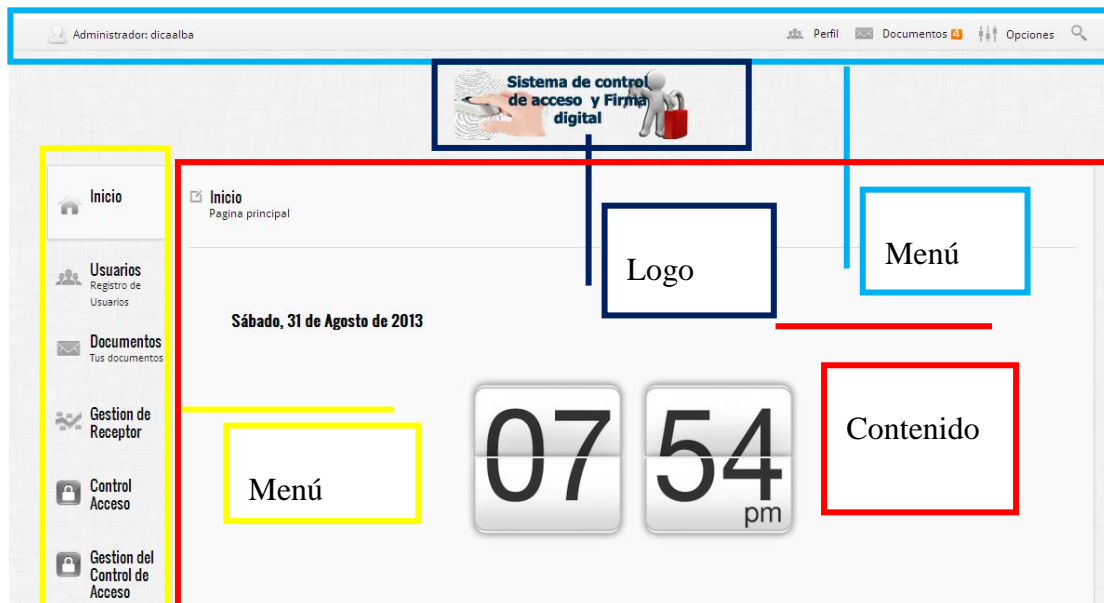 Administrador: dicaalba
Perfil
Documentos 4
Opciones
Sistema de control
de acceso y Firma
digital
Inicio
Usuarios
Registro de
Usuarios
Documentos
Tus documentos
Gestion de
Receptor
Control
Acceso
Gestion del
Control de
Acceso
Inicio
Pagina principal
Logo
Menú
Sábado, 31 de Agosto de 2013
07 54
pm
Contenido
Menú